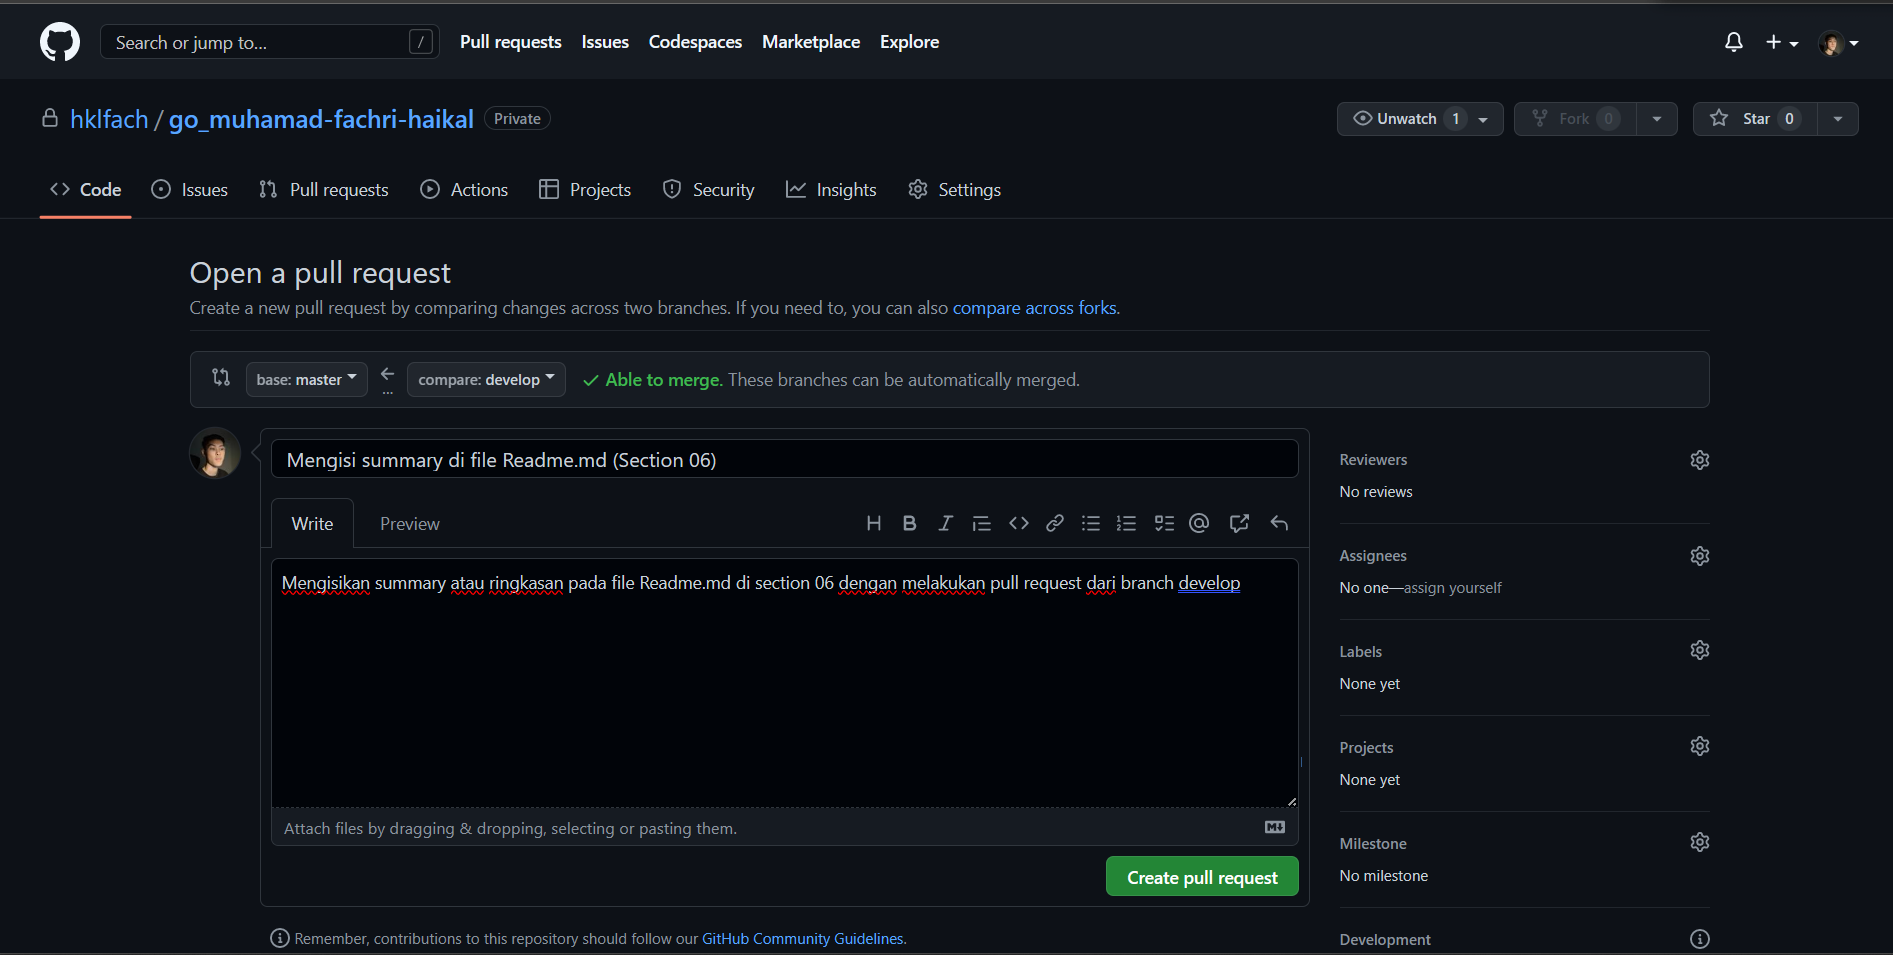 Search or jump to... /
Pull requests Issues Codespaces Marketplace Explore
hklfach / go_muhamad-fachri-haikal Private
Unwatch 1 Fork 0 Star 0
Code Issues Pull requests Actions Projects Security Insights Settings
Open a pull request
Create a new pull request by comparing changes across two branches. If you need to, you can also compare across forks.
base: master ... compare: develop Able to merge. These branches can be automatically merged.
Mengisi summary di file Readme.md (Section 06)
Write Preview
Mengisikan summary atau ringkasan pada file Readme.md di section 06 dengan melakukan pull request dari branch develop
Attach files by dragging & dropping, selecting or pasting them.
Create pull request
Remember, contributions to this repository should follow our GitHub Community Guidelines.
Reviewers
No reviews
Assignees
No one—assign yourself
Labels
None yet
Projects
None yet
Milestone
No milestone
Development